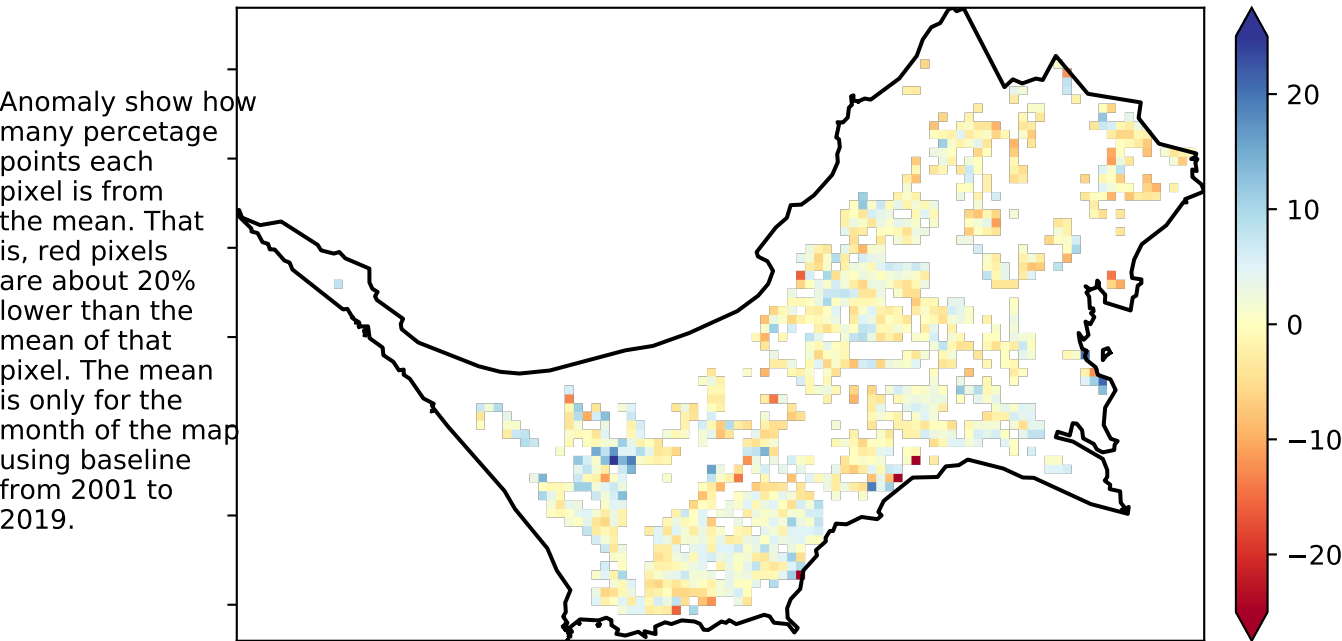 Anomaly show how
many percetage
points each
pixel is from
the mean. That
is, red pixels
are about 20%
lower than the
mean of that
pixel. The mean
is only for the
month of the map
using baseline
from 2001 to
2019.
20
10
0
−10
−20